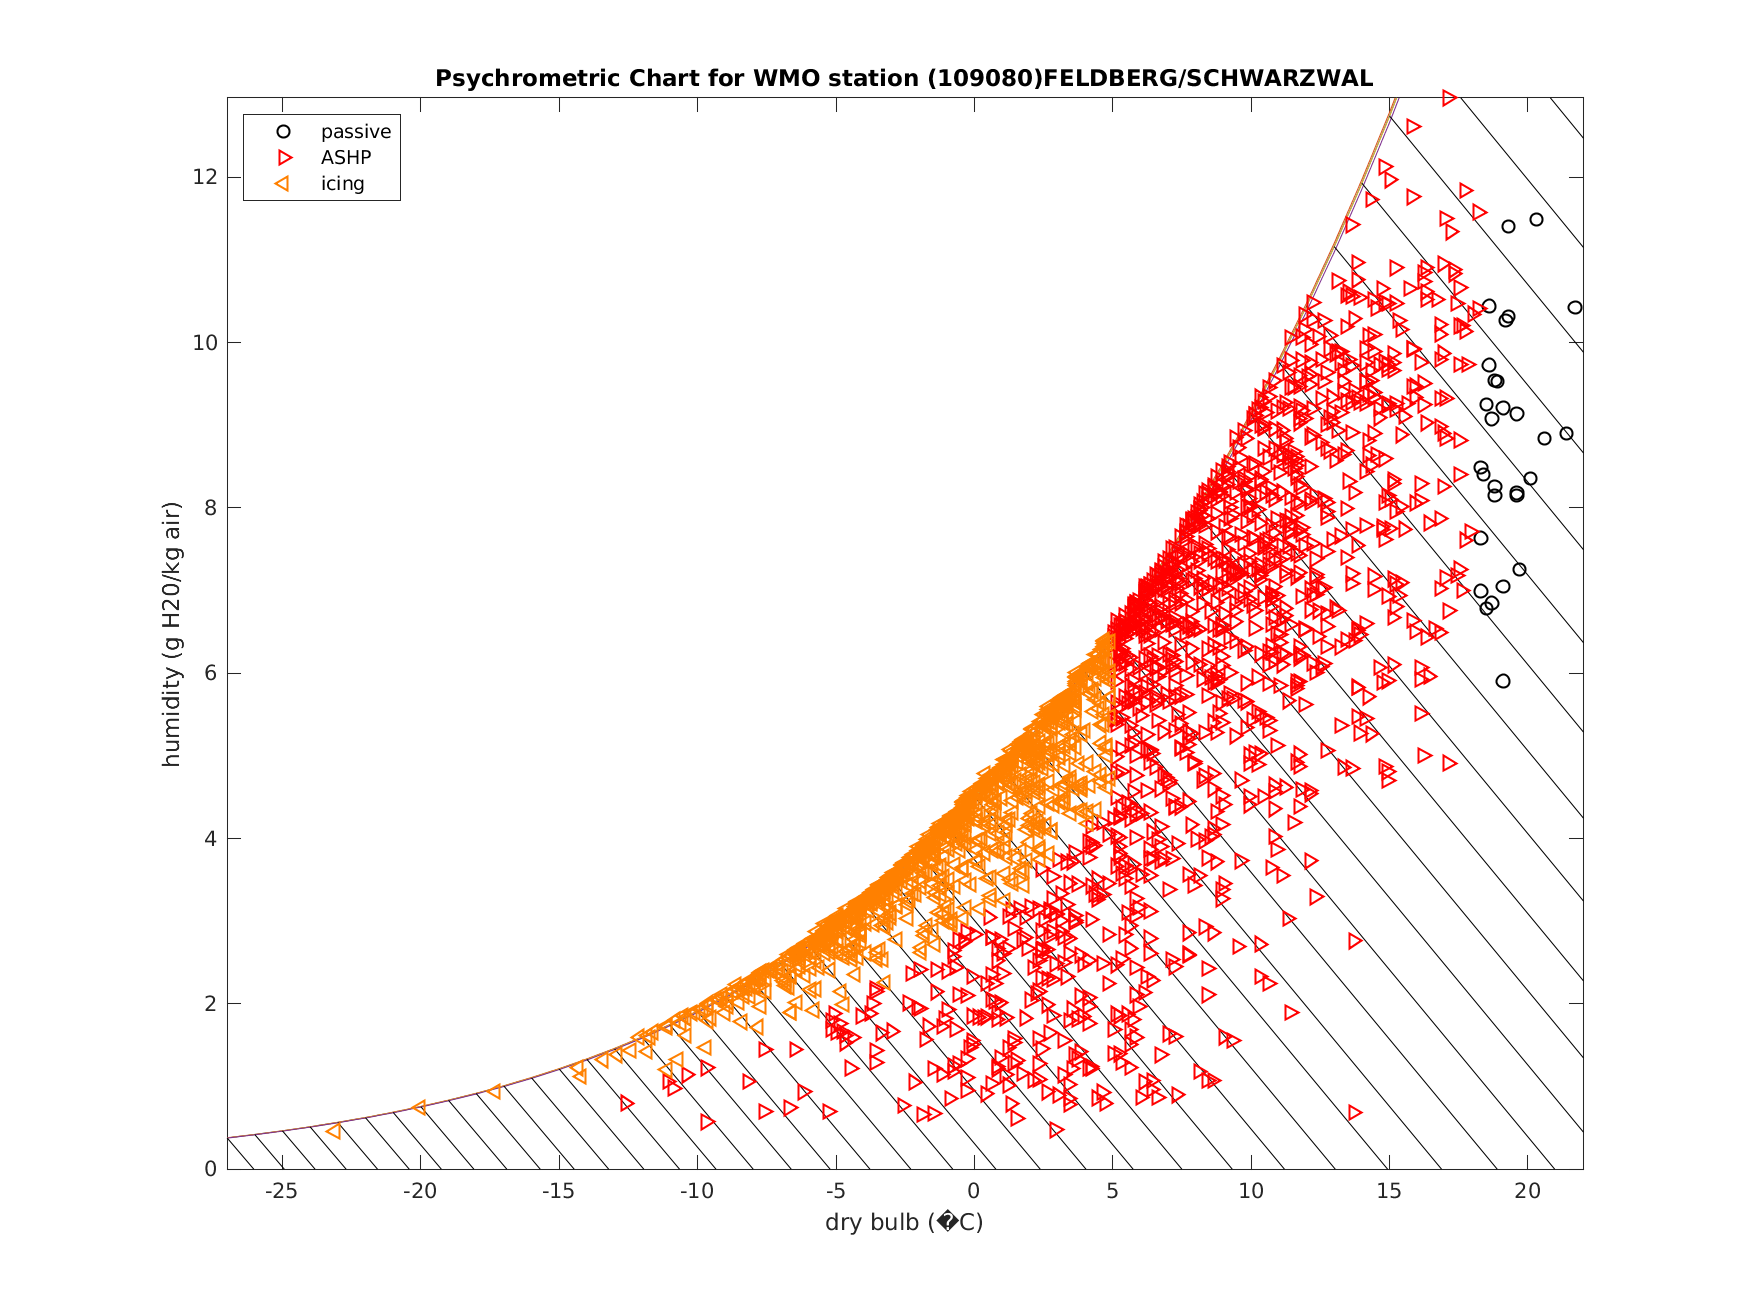 Psychrometric Chart for WMO station (109080)FELDBERG/SCHWARZWAL
passive
ASHP
icing
humidity (g H20/kg air)
12
10
8
6
4
2
0
-25 -20 -15 -10 -5 0 5 10 15 20
dry bulb (�C)